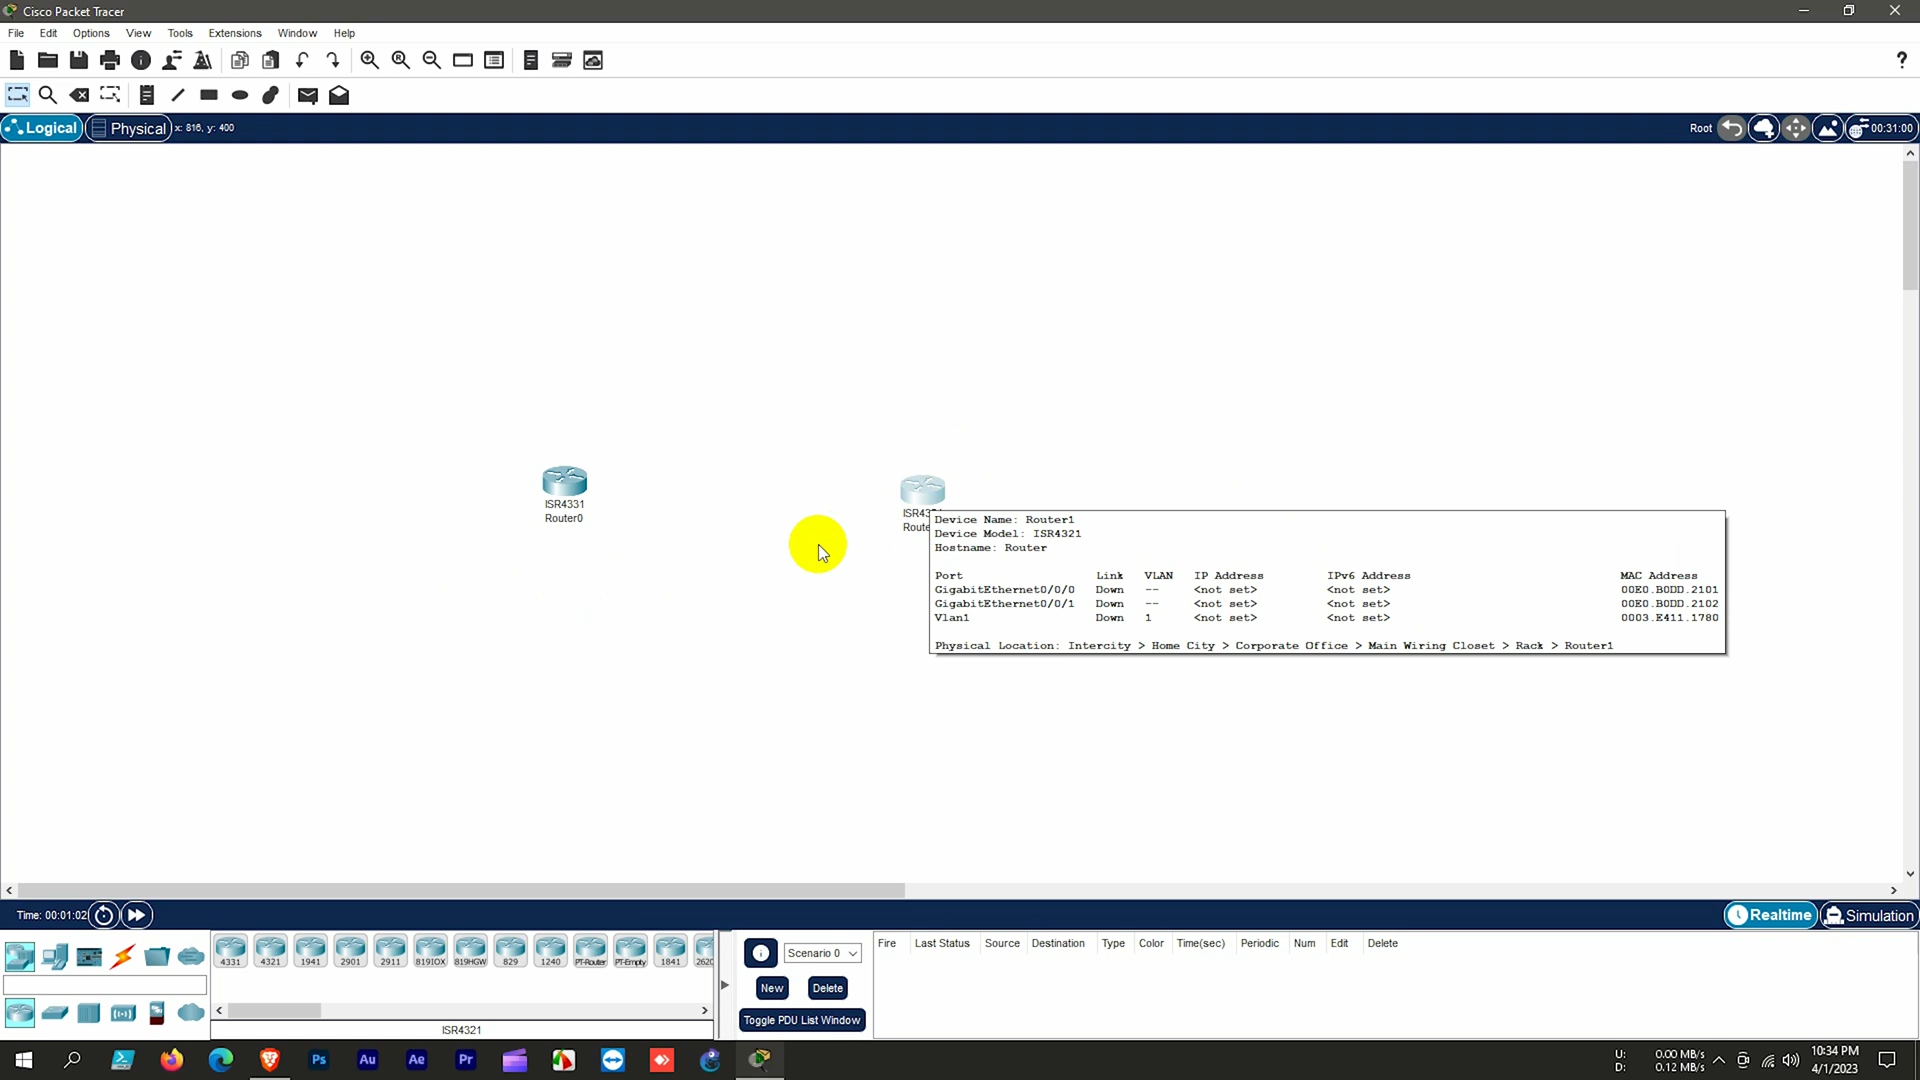 Cisco Packet Tracer
File Edit Options View Tools Extensions Window Help
?
Logical Physical x: 816, y: 400 Root 00:31:00
ISR4331
Router0
ISR43
Route
Device Name: Router1
Device Model: ISR4321
Hostname: Router
Port Link VLAN IP Address IPv6 Address MAC Address
GigabitEthernet0/0/0 Down -- <not set> <not set> 00E0.B0DD.2101
GigabitEthernet0/0/1 Down -- <not set> <not set> 00E0.B0DD.2102
Vlan1 Down 1 <not set> <not set> 0003.E411.1780
Physical Location: Intercity > Home City > Corporate Office > Main Wiring Closet > Rack > Router1
Time: 00:01:02 Realtime Simulation
4331 4321 1941 2901 2911 819IOX 819HGW 829 1240 PT-Router PT-Empty 1841 2620
ISR4321
Scenario 0
New Delete
Toggle PDU List Window
Fire Last Status Source Destination Type Color Time(sec) Periodic Num Edit Delete
Ps Au Ae Pr
U: 0.00 MB/s
D: 0.12 MB/s
10:34 PM
4/1/2023